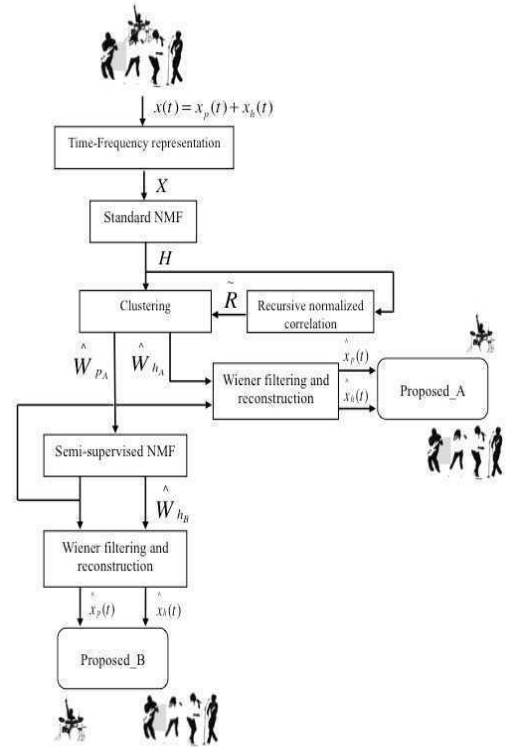 x(t) = x_p(t) + x_h(t)
Time-Frequency representation
X
Standard NMF
H
Clustering
R̃
Recursive normalized
correlation
Ŵ_{p_A}
Ŵ_{h_A}
Wiener filtering and
reconstruction
x̂_p(t)
x̂_h(t)
Proposed_A
Semi-supervised NMF
Ŵ_{h_B}
Wiener filtering and
reconstruction
x̂_p(t)
x̂_h(t)
Proposed_B